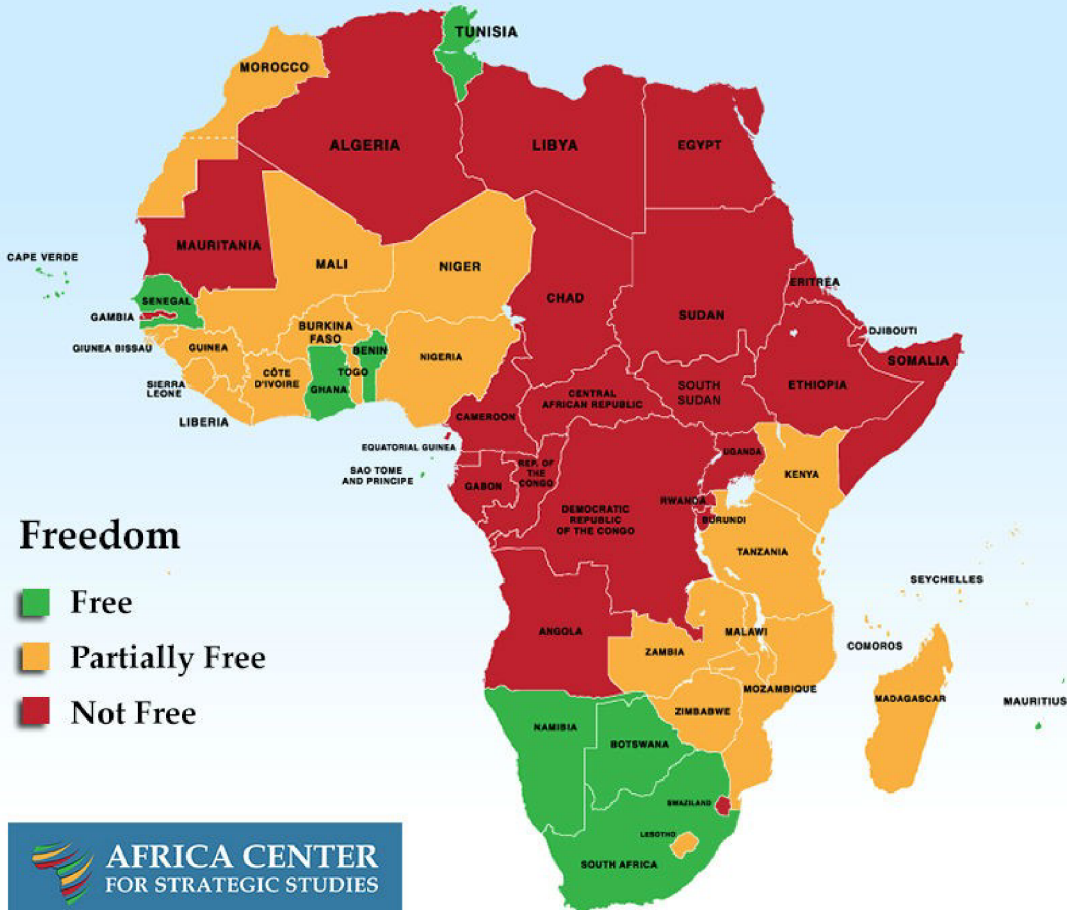 TUNISIA
MOROCCO
ALGERIA
LIBYA
EGYPT
MAURITANIA
CAPE VERDE
MALI
NIGER
CHAD
ERITREA
SENEGAL
SUDAN
GAMBIA
DJIBOUTI
BURKINA
FASO
GIUNEA BISSAU
GUINEA
BENIN
NIGERIA
SOMALIA
CÔTE
D'IVOIRE
TOGO
GHANA
SOUTH
SUDAN
ETHIOPIA
SIERRA
LEONE
CENTRAL
AFRICAN REPUBLIC
LIBERIA
CAMEROON
EQUATORIAL GUINEA
UGANDA
SAO TOME
AND PRINCIPE
REP. OF
THE
CONGO
KENYA
GABON
RWANDA
DEMOCRATIC
REPUBLIC
OF THE CONGO
BURUNDI
TANZANIA
SEYCHELLES
ANGOLA
MALAWI
COMOROS
ZAMBIA
MOZAMBIQUE
MADAGASCAR
MAURITIUS
ZIMBABWE
NAMIBIA
BOTSWANA
SWAZILAND
LESOTHO
SOUTH AFRICA
Freedom
Free
Partially Free
Not Free
AFRICA CENTER
FOR STRATEGIC STUDIES